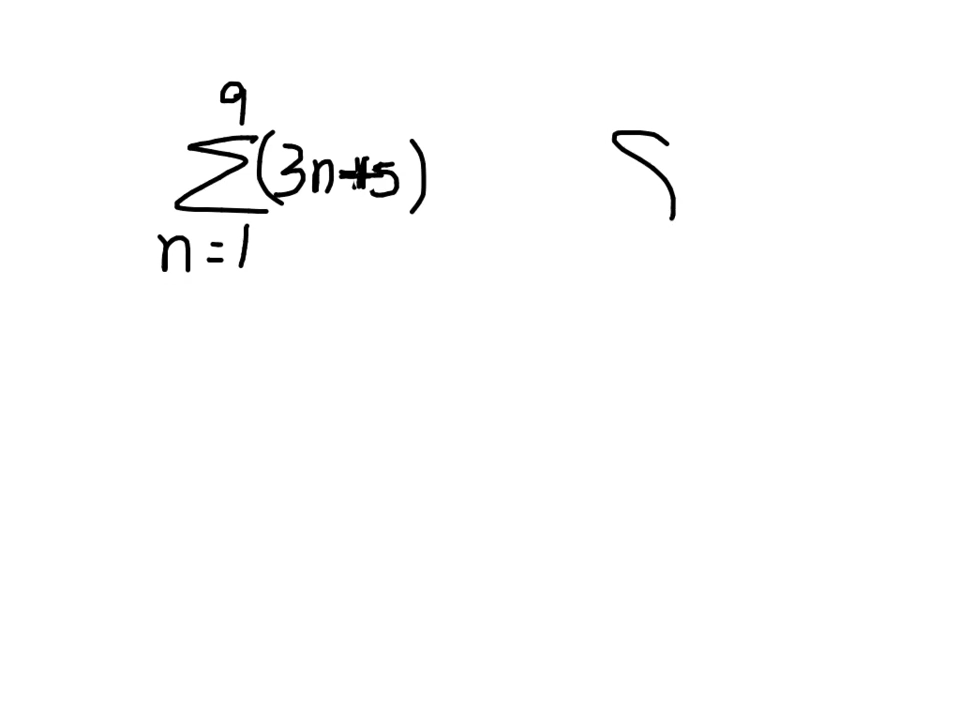 9
∑(3n+5)
n=1